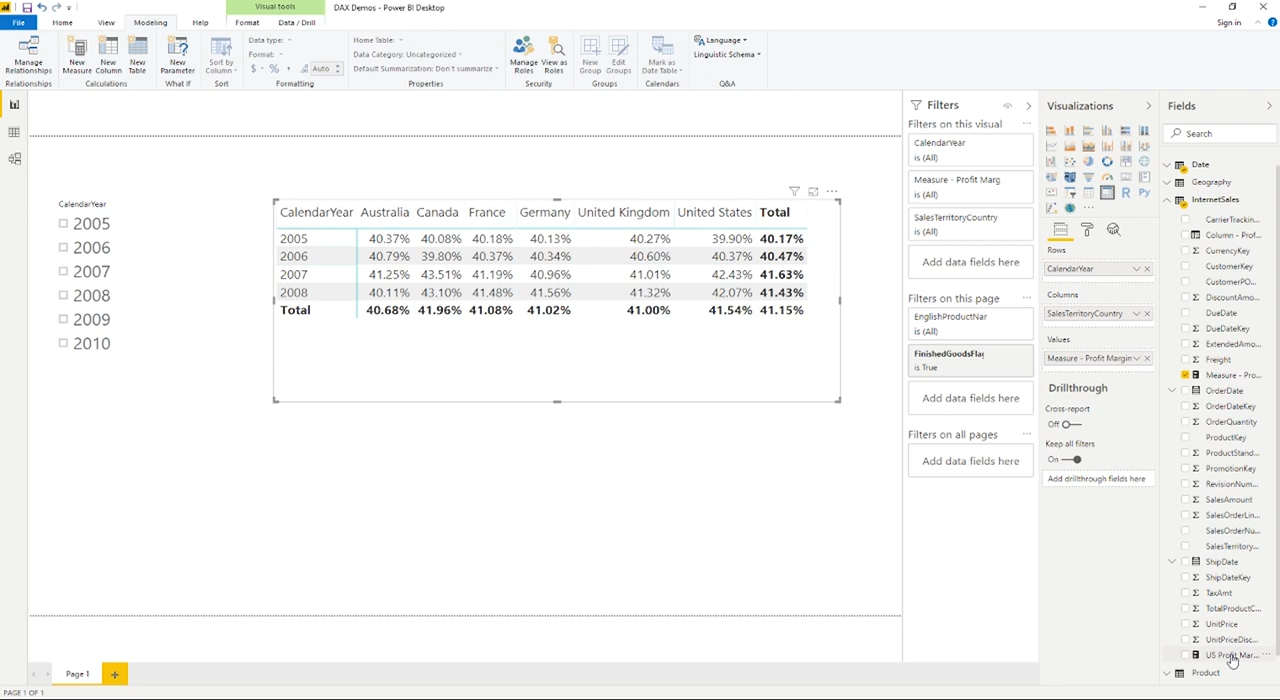 Visual tools
DAX Demos - Power BI Desktop
File
Home
View
Modeling
Help
Format
Data / Drill
Sign in
Manage Relationships
New Measure
New Column
New Table
New Parameter
Sort by Column
Data type:
Format:
$ % , Auto
Home Table:
Data Category: Uncategorized
Default Summarization: Don't summarize
Manage Roles
View as Roles
New Group
Edit Groups
Mark as Date Table
Language
Linguistic Schema
Relationships
Calculations
What If
Sort
Formatting
Properties
Security
Groups
Calendars
Q&A
CalendarYear
2005
2006
2007
2008
2009
2010
CalendarYear Australia Canada France Germany United Kingdom United States Total
2005 40.37% 40.08% 40.18% 40.13% 40.27% 39.90% 40.17%
2006 40.79% 39.80% 40.37% 40.34% 40.60% 40.37% 40.47%
2007 41.25% 43.51% 41.19% 40.96% 41.01% 42.43% 41.63%
2008 40.11% 43.10% 41.48% 41.56% 41.32% 42.07% 41.43%
Total 40.68% 41.96% 41.08% 41.02% 41.00% 41.54% 41.15%
Filters
Filters on this visual
CalendarYear
is (All)
Measure - Profit Marg
is (All)
SalesTerritoryCountry
is (All)
Add data fields here
Filters on this page
EnglishProductNar
is (All)
FinishedGoodsFlag
is True
Add data fields here
Filters on all pages
Add data fields here
Visualizations
R Py
Rows
CalendarYear
Columns
SalesTerritoryCountry
Values
Measure - Profit Margin
Drillthrough
Cross-report
Off
Keep all filters
On
Add drillthrough fields here
Fields
Search
Date
Geography
InternetSales
CarrierTrackin...
Column - Prof...
CurrencyKey
CustomerKey
CustomerPO...
DiscountAmo...
DueDate
DueDateKey
ExtendedAmo...
Freight
Measure - Pro...
OrderDate
OrderDateKey
OrderQuantity
ProductKey
ProductStand...
PromotionKey
RevisionNum...
SalesAmount
SalesOrderLin...
SalesOrderNu...
SalesTerritory...
ShipDate
ShipDateKey
TaxAmt
TotalProductC...
UnitPrice
UnitPriceDisc...
US Profit Mar...
Product
Page 1
PAGE 1 OF 1